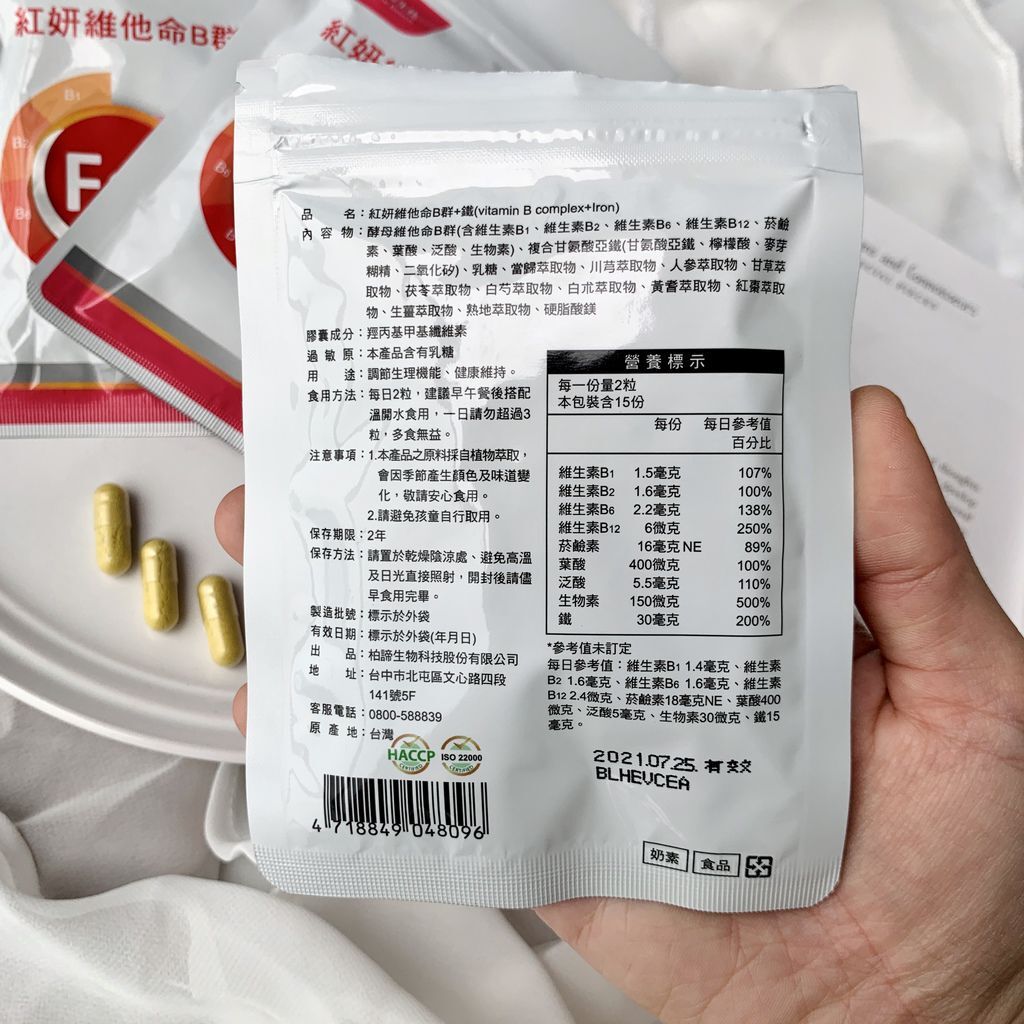 紅妍維他命B群
紅妍
B1
B2
B6
F
品 名：紅妍維他命B群+鐵(vitamin B complex+Iron)
內 容 物：酵母維他命B群(含維生素B1、維生素B2、維生素B6、維生素B12、菸鹼
素、葉酸、泛酸、生物素)、複合甘氨酸亞鐵(甘氨酸亞鐵、檸檬酸、麥芽
糊精、二氧化矽)、乳糖、當歸萃取物、川芎萃取物、人參萃取物、甘草萃
取物、茯苓萃取物、白芍萃取物、白朮萃取物、黃耆萃取物、紅棗萃取
物、生薑萃取物、熟地萃取物、硬脂酸鎂
膠囊成分：羥丙基甲基纖維素
過 敏 原：本產品含有乳糖
用 途：調節生理機能、健康維持。
食用方法：每日2粒，建議早午餐後搭配
溫開水食用，一日請勿超過3
粒，多食無益。
注意事項：1.本產品之原料採自植物萃取，
會因季節產生顏色及味道變
化，敬請安心食用。
2.請避免孩童自行取用。
保存期限：2年
保存方法：請置於乾燥陰涼處、避免高溫
及日光直接照射，開封後請儘
早食用完畢。
製造批號：標示於外袋
有效日期：標示於外袋(年月日)
出 品：柏諦生物科技股份有限公司
地 址：台中市北屯區文心路四段
141號5F
客服電話：0800-588839
原 產 地：台灣
HACCP
CERTIFIED
ISO 22000
CERTIFIED
4 718849 048096
營養標示
每一份量2粒
本包裝含15份
每份 每日參考值
百分比
維生素B1 1.5毫克 107%
維生素B2 1.6毫克 100%
維生素B6 2.2毫克 138%
維生素B12 6微克 250%
菸鹼素 16毫克 NE 89%
葉酸 400微克 100%
泛酸 5.5毫克 110%
生物素 150微克 500%
鐵 30毫克 200%
*參考值未訂定
每日參考值：維生素B1 1.4毫克、維生素
B2 1.6毫克、維生素B6 1.6毫克、維生素
B12 2.4微克、菸鹼素18毫克NE、葉酸400
微克、泛酸5毫克、生物素30微克、鐵15
毫克。
2021.07.25. 有效
BLHEVCEA
奶素 食品